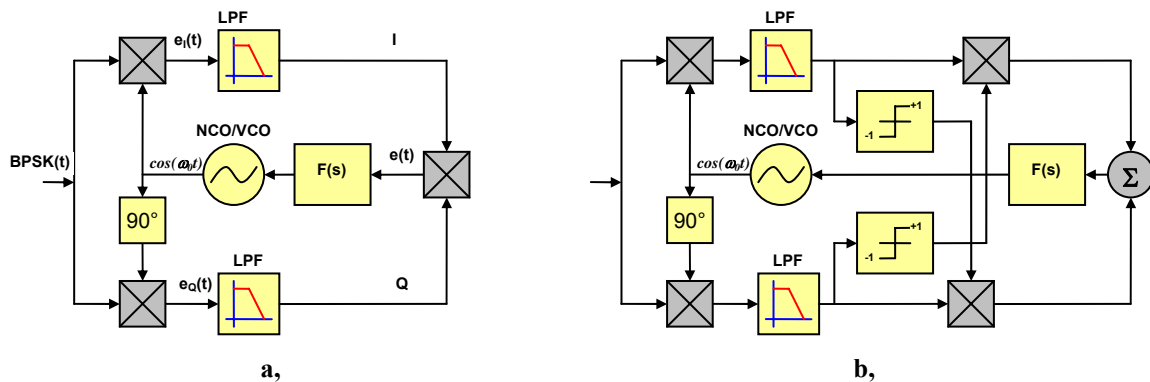 LPF
e_I(t)
I
NCO/VCO
BPSK(t)
cos(ω₀t)
F(s)
e(t)
90°
LPF
e_Q(t)
Q
a,
LPF
+1
-1
NCO/VCO
cos(ω₀t)
F(s)
Σ
90°
+1
-1
LPF
b,